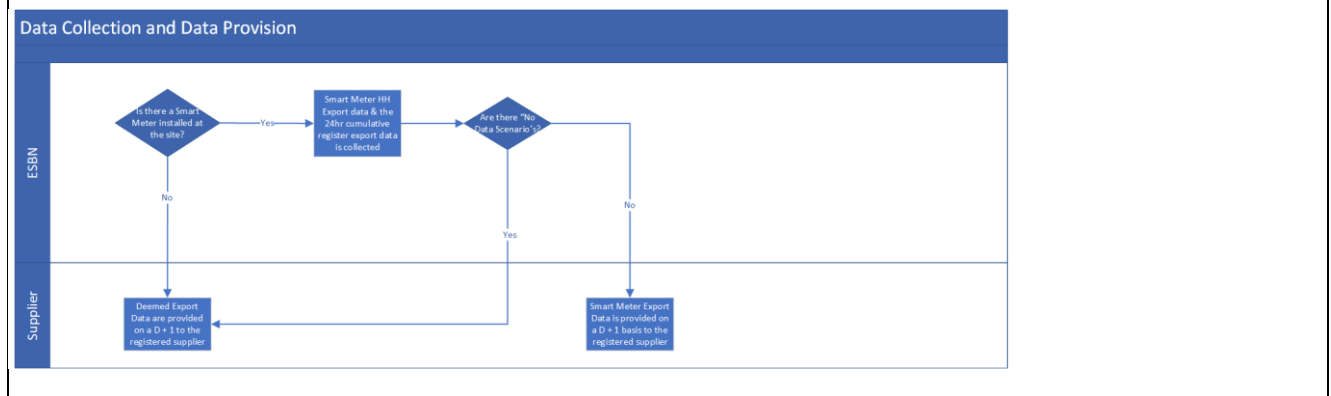 Data Collection and Data Provision
ESBN
Is there a Smart
Meter installed at
the site?
Yes
Smart Meter HH
Export data & the
24hr cumulative
register export data
is collected
Are there "No
Data Scenario's?
No
Yes
No
Supplier
Deemed Export
Data are provided
on a D + 1 to the
registered supplier
Smart Meter Export
Data is provided on
a D + 1 basis to the
registered supplier